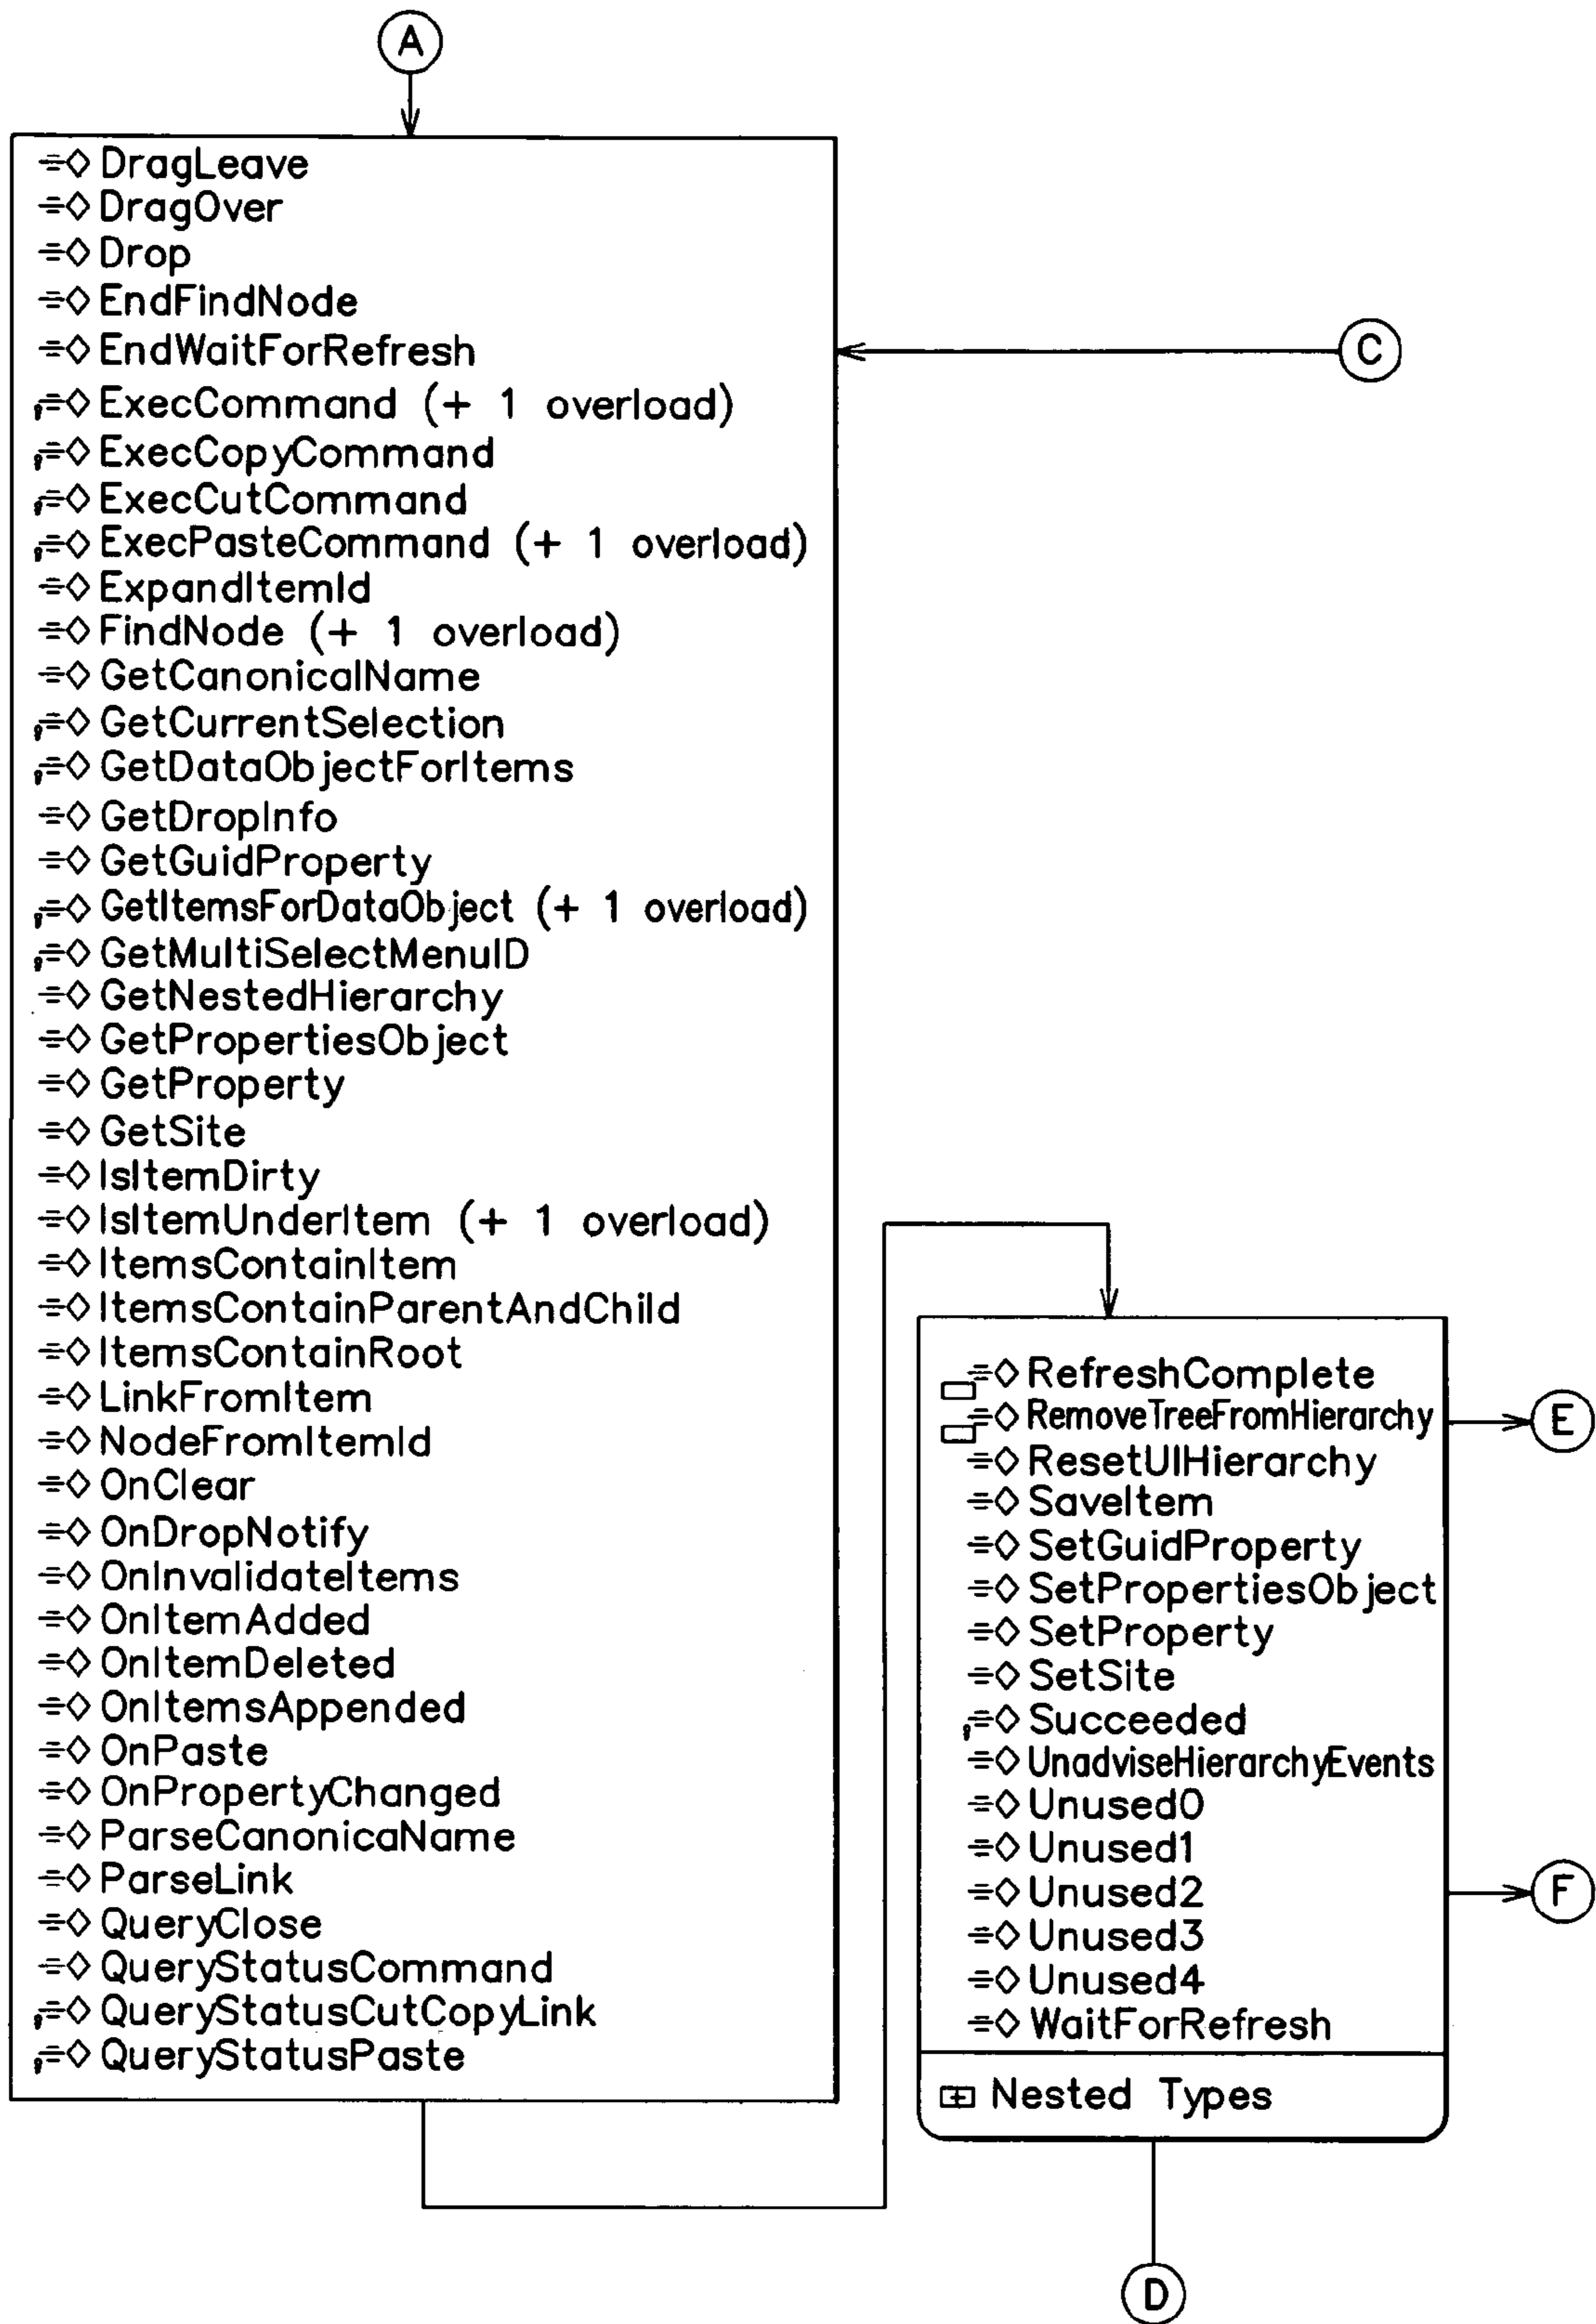 A
DragLeave
DragOver
Drop
EndFindNode
EndWaitForRefresh
C
ExecCommand (+ 1 overload)
ExecCopyCommand
ExecCutCommand
ExecPasteCommand (+ 1 overload)
ExpandItemId
FindNode (+ 1 overload)
GetCanonicalName
GetCurrentSelection
GetDataObjectForItems
GetDropInfo
GetGuidProperty
GetItemsForDataObject (+ 1 overload)
GetMultiSelectMenuID
GetNestedHierarchy
GetPropertiesObject
GetProperty
GetSite
IsItemDirty
IsItemUnderItem (+ 1 overload)
ItemsContainItem
ItemsContainParentAndChild
ItemsContainRoot
LinkFromItem
NodeFromItemId
OnClear
OnDropNotify
OnInvalidateItems
OnItemAdded
OnItemDeleted
OnItemsAppended
OnPaste
OnPropertyChanged
ParseCanonicaName
ParseLink
QueryClose
QueryStatusCommand
QueryStatusCutCopyLink
QueryStatusPaste
RefreshComplete
RemoveTreeFromHierarchy
E
ResetUIHierarchy
SaveItem
SetGuidProperty
SetPropertiesObject
SetProperty
SetSite
Succeeded
UnadviseHierarchyEvents
Unused0
Unused1
Unused2
F
Unused3
Unused4
WaitForRefresh
Nested Types
D